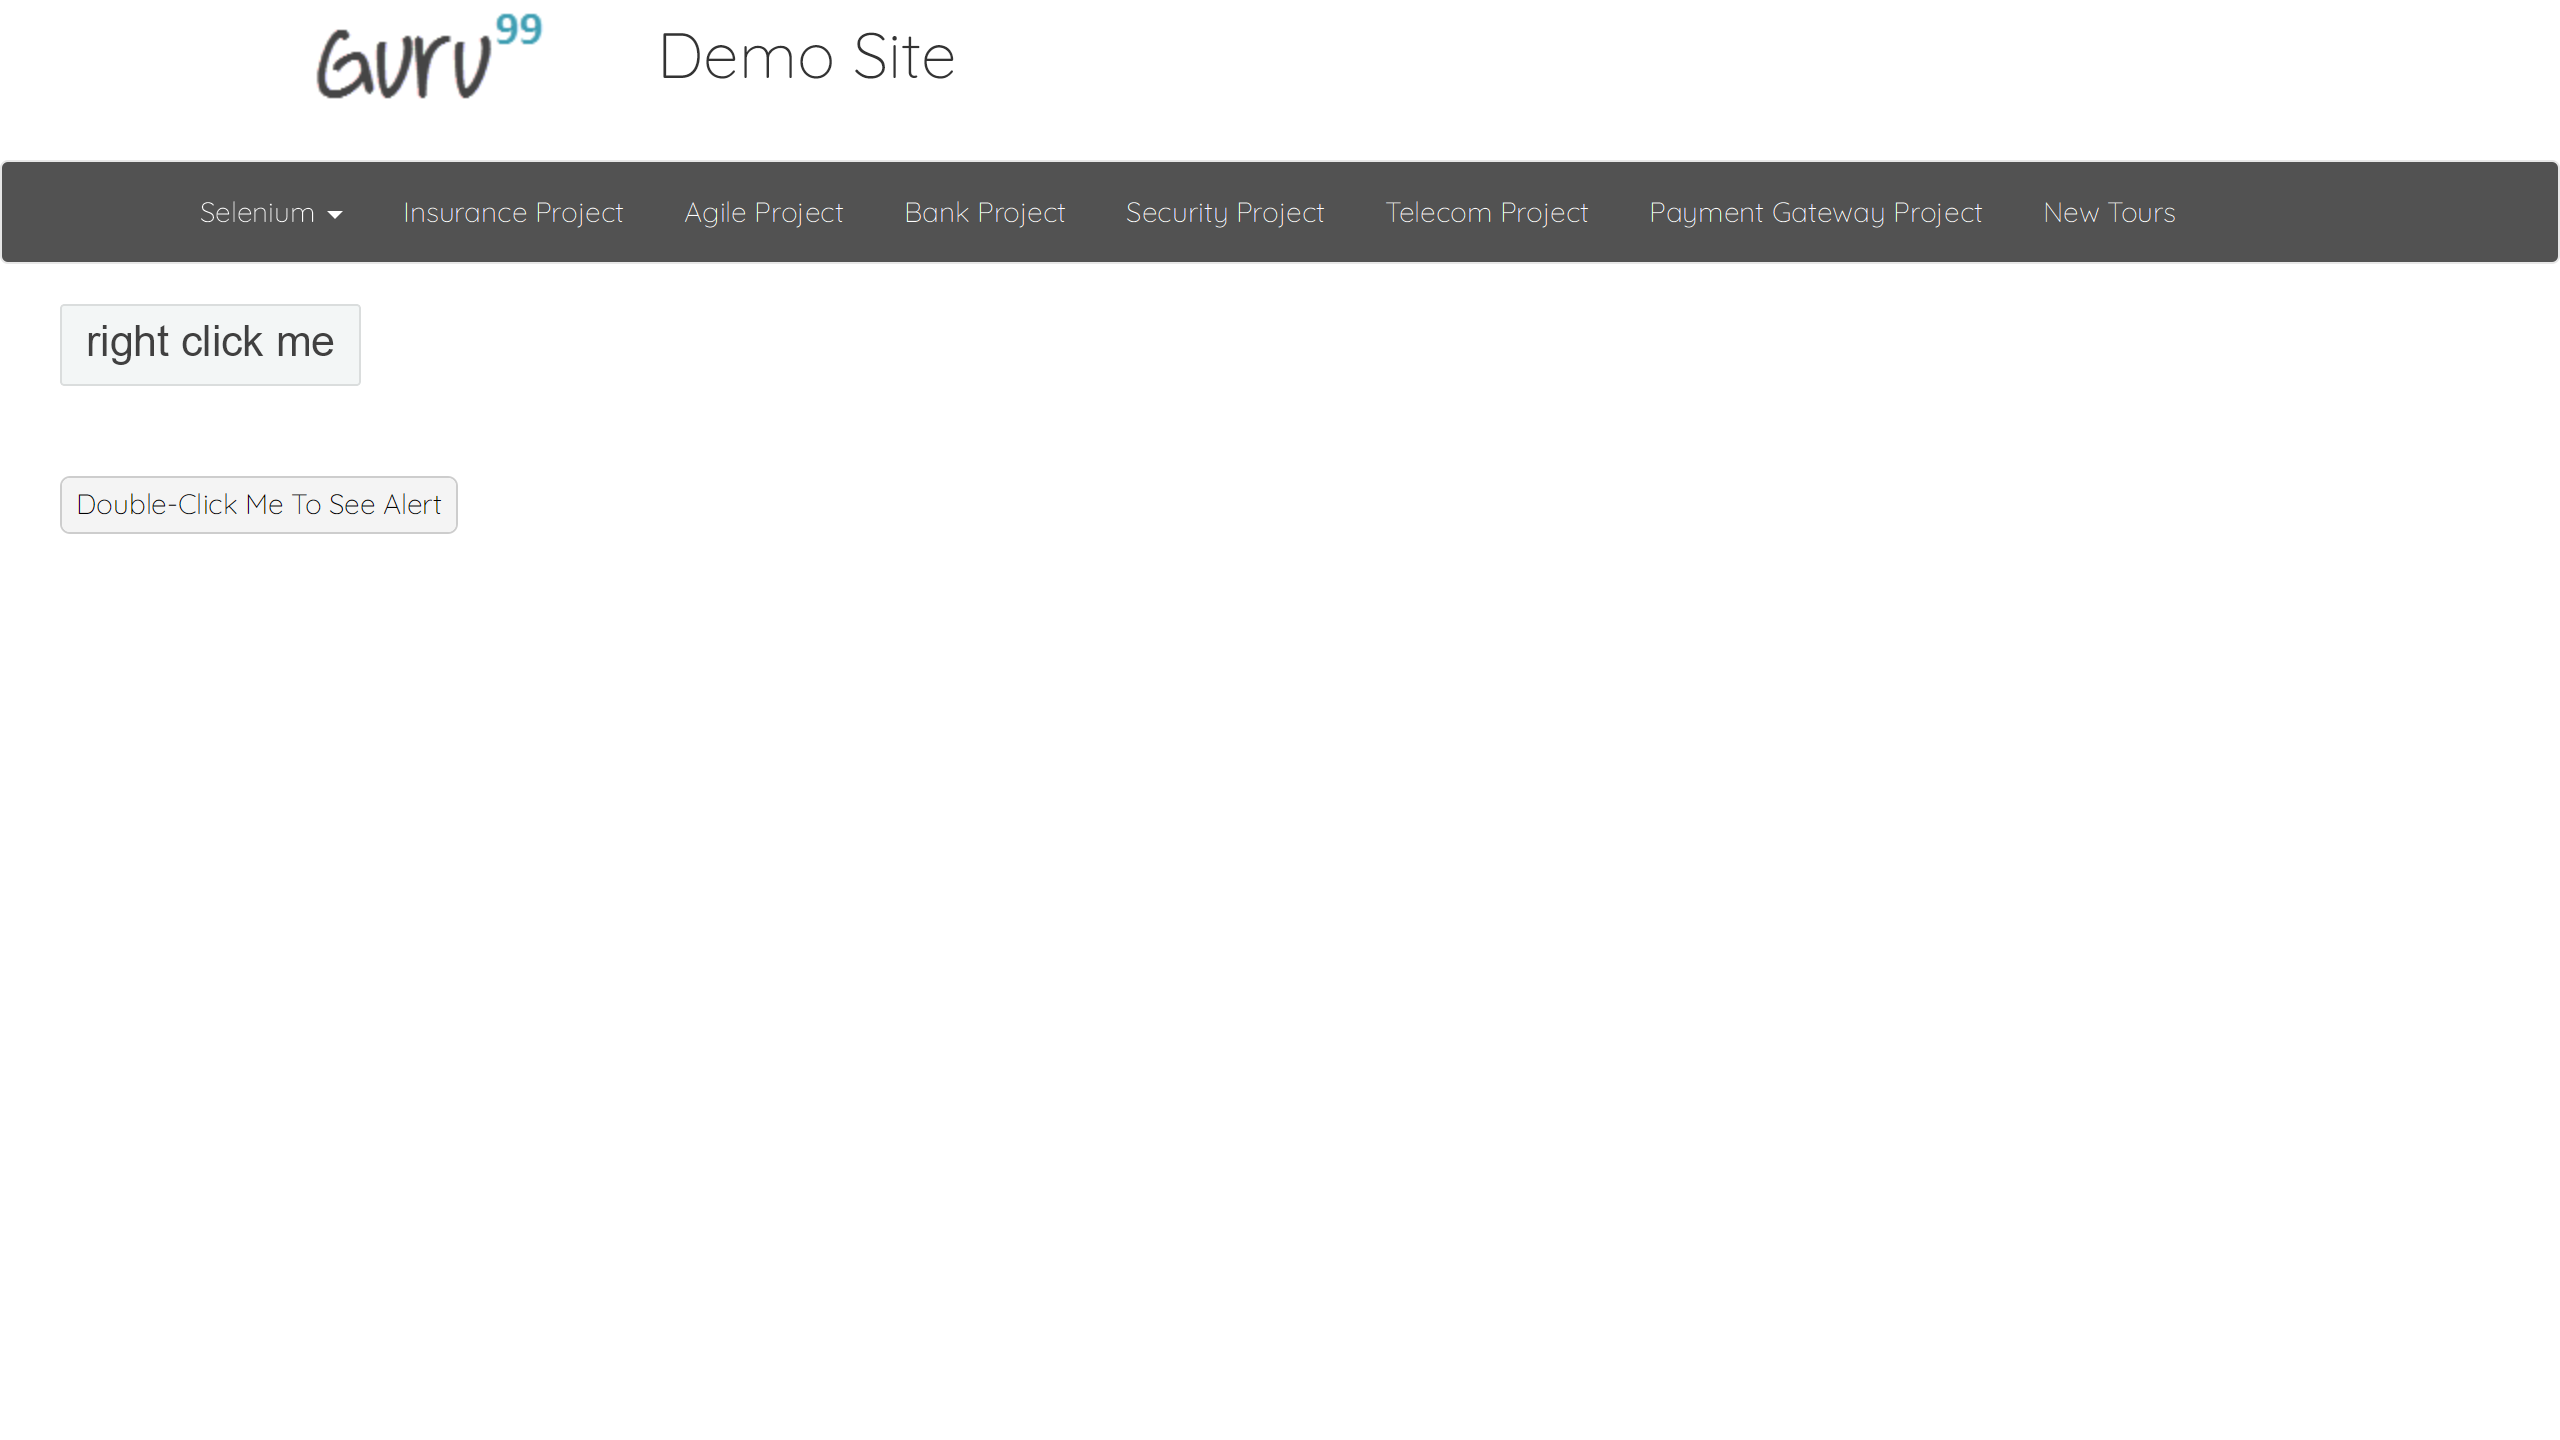 Guru99 Demo Site
Selenium Insurance Project Agile Project Bank Project Security Project Telecom Project Payment Gateway Project New Tours
right click me
Double-Click Me To See Alert